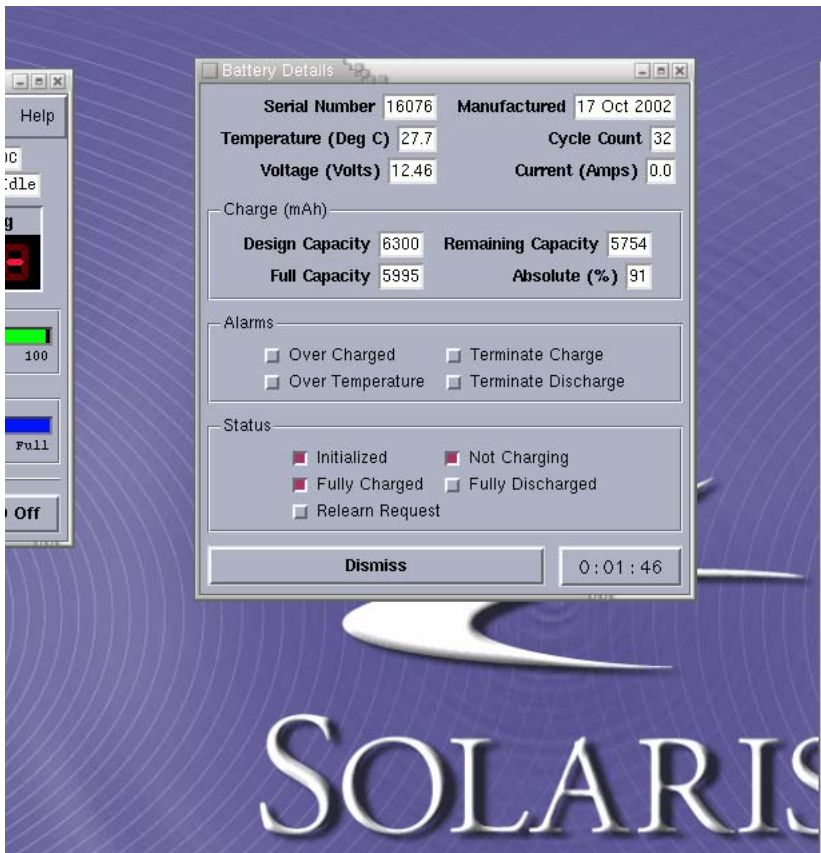 Battery Details
Serial Number 16076 Manufactured 17 Oct 2002
Temperature (Deg C) 27.7 Cycle Count 32
Voltage (Volts) 12.46 Current (Amps) 0.0
Charge (mAh)
Design Capacity 6300 Remaining Capacity 5754
Full Capacity 5995 Absolute (%) 91
Alarms
Over Charged Terminate Charge
Over Temperature Terminate Discharge
Status
Initialized Not Charging
Fully Charged Fully Discharged
Relearn Request
Dismiss 0:01:46
Help
100
Full
Off
SOLARIS